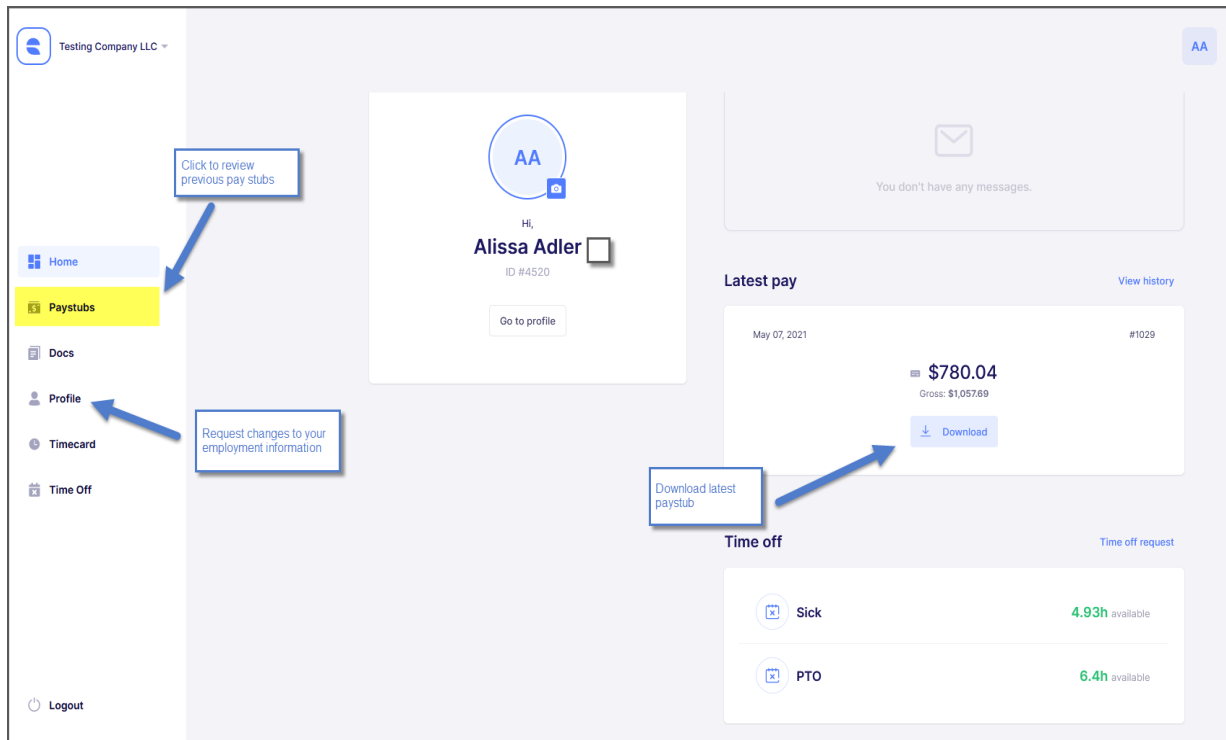 Testing Company LLC
AA
Click to review
previous pay stubs
Home
Paystubs
Docs
Profile
Timecard
Time Off
Logout
Request changes to your
employment information
AA
Hi,
Alissa Adler
ID #4520
Go to profile
You don't have any messages.
Latest pay
View history
May 07, 2021
#1029
$780.04
Gross: $1,057.69
Download
Download latest
paystub
Time off
Time off request
Sick
4.93h available
PTO
6.4h available